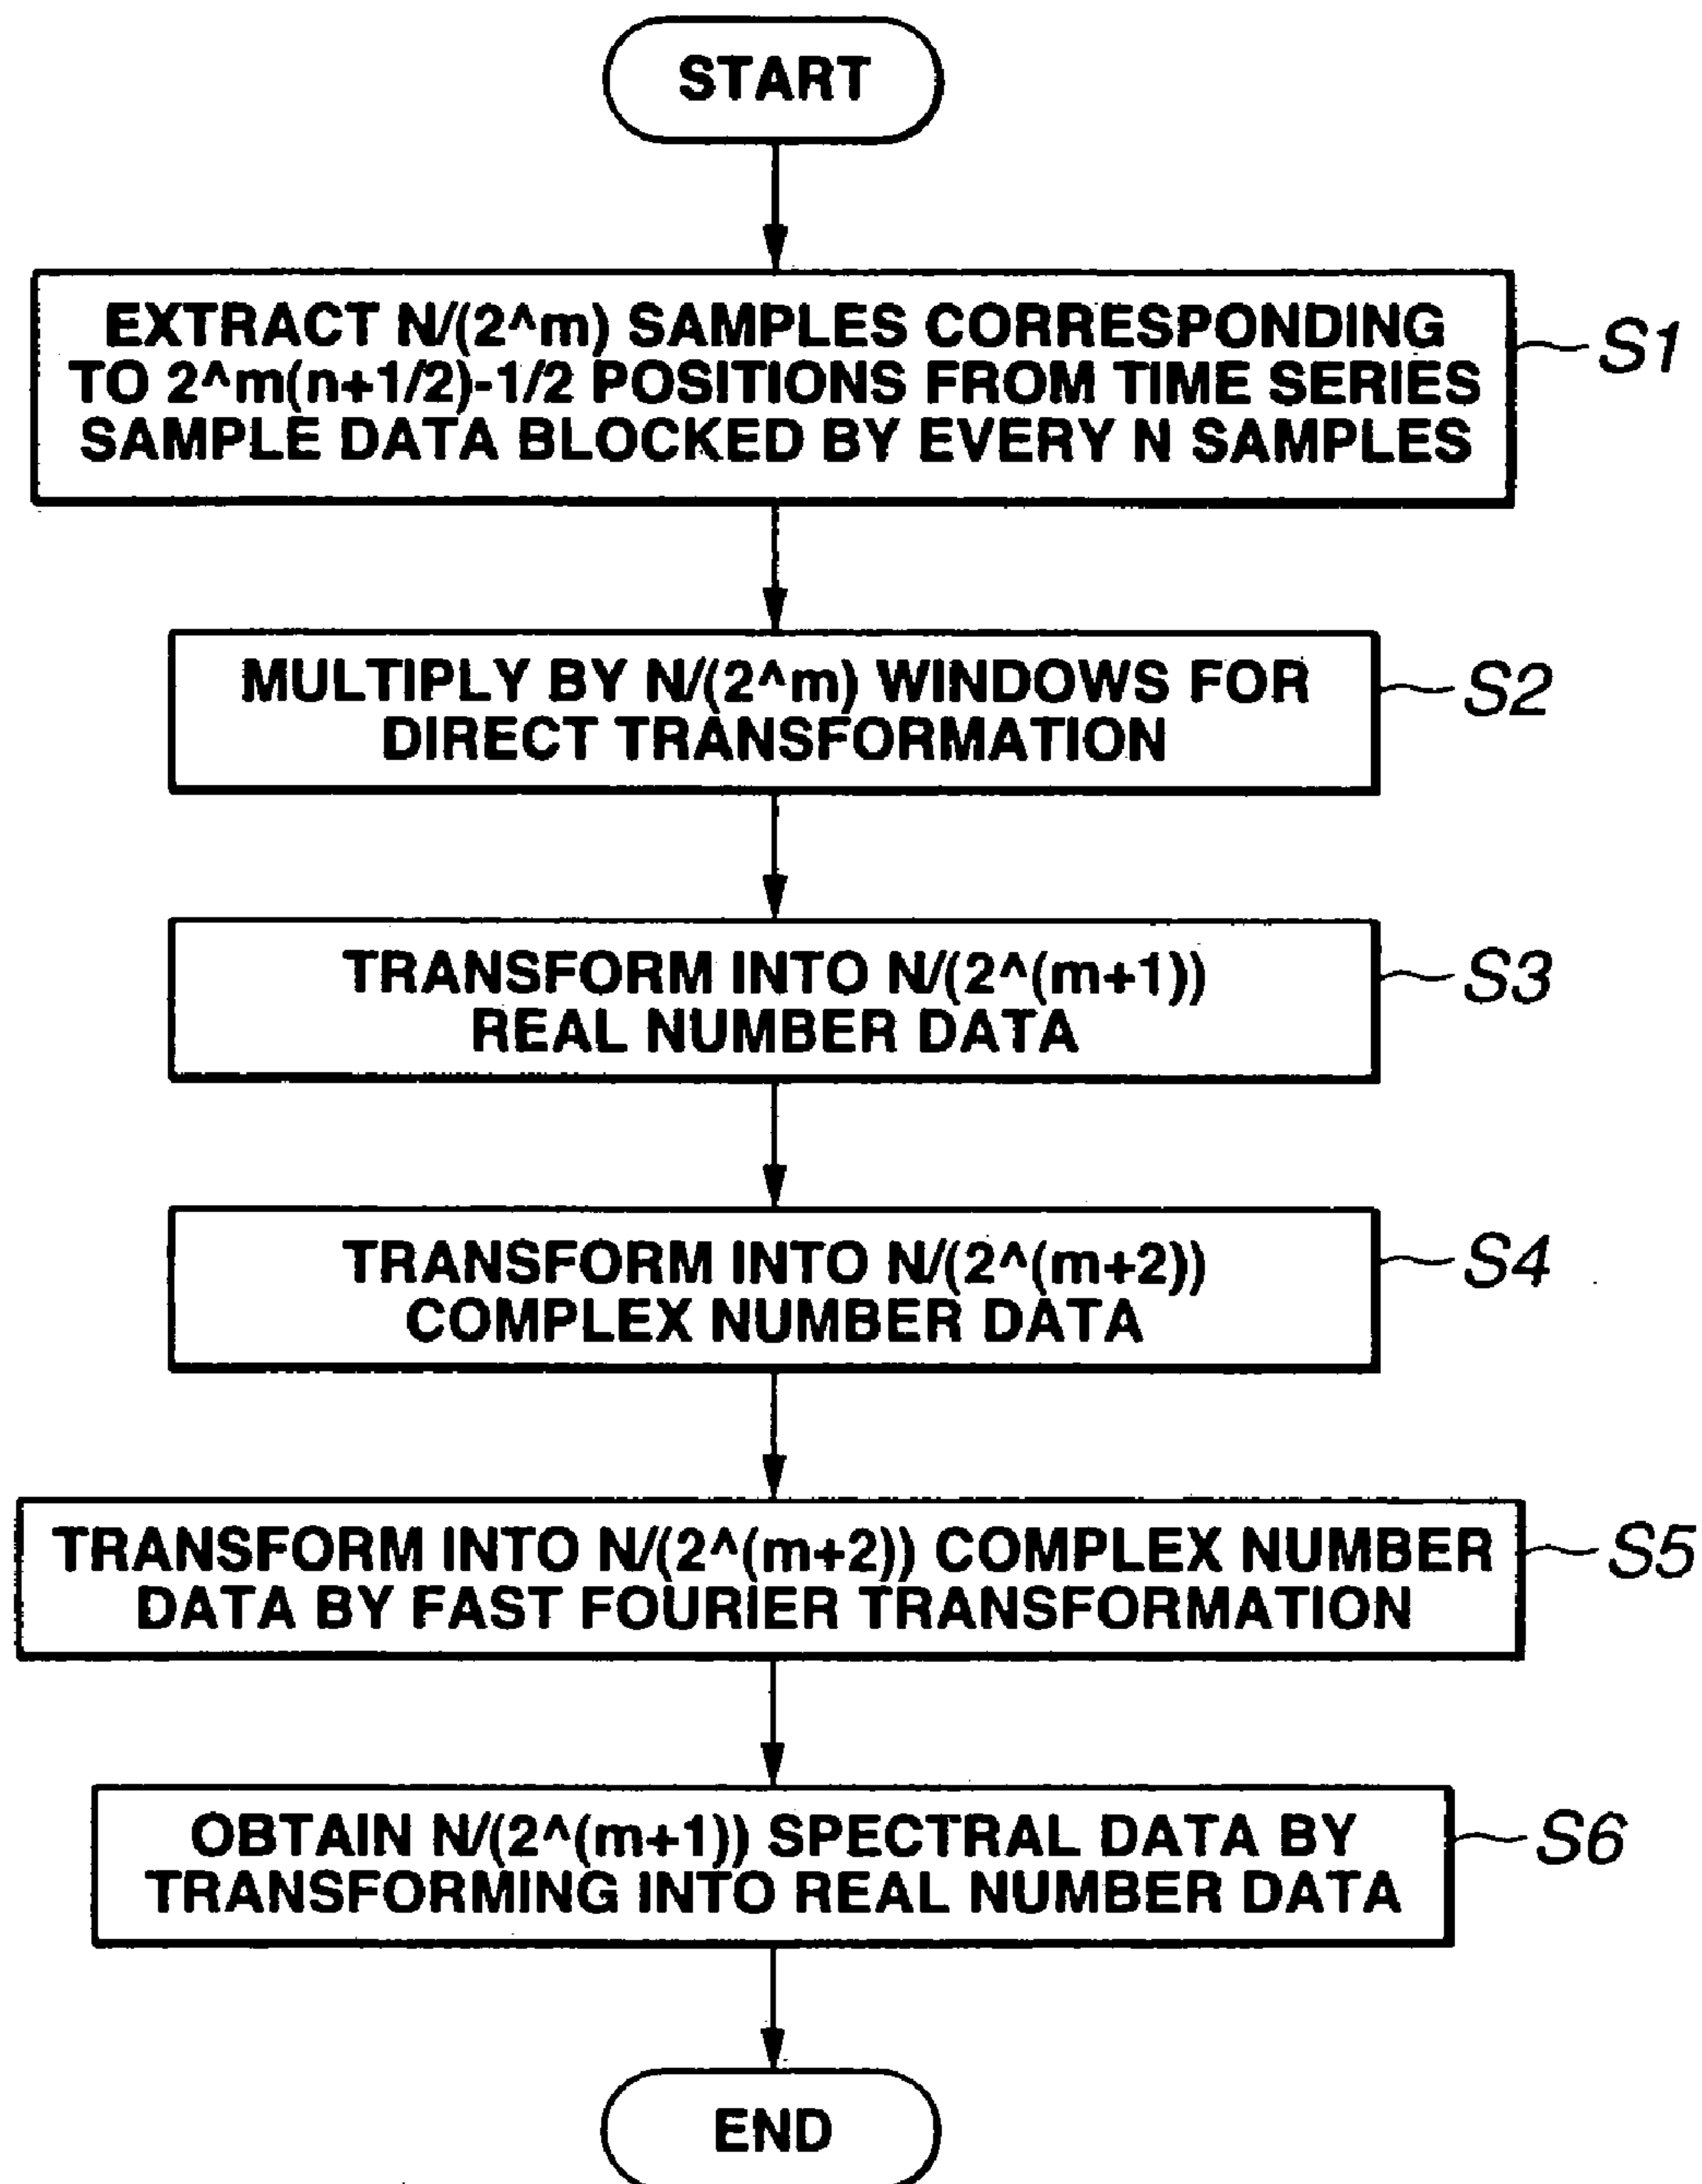 START
EXTRACT N/(2^m) SAMPLES CORRESPONDING
TO 2^m(n+1/2)-1/2 POSITIONS FROM TIME SERIES
SAMPLE DATA BLOCKED BY EVERY N SAMPLES
S1
MULTIPLY BY N/(2^m) WINDOWS FOR
DIRECT TRANSFORMATION
S2
TRANSFORM INTO N/(2^(m+1))
REAL NUMBER DATA
S3
TRANSFORM INTO N/(2^(m+2))
COMPLEX NUMBER DATA
S4
TRANSFORM INTO N/(2^(m+2)) COMPLEX NUMBER
DATA BY FAST FOURIER TRANSFORMATION
S5
OBTAIN N/(2^(m+1)) SPECTRAL DATA BY
TRANSFORMING INTO REAL NUMBER DATA
S6
END